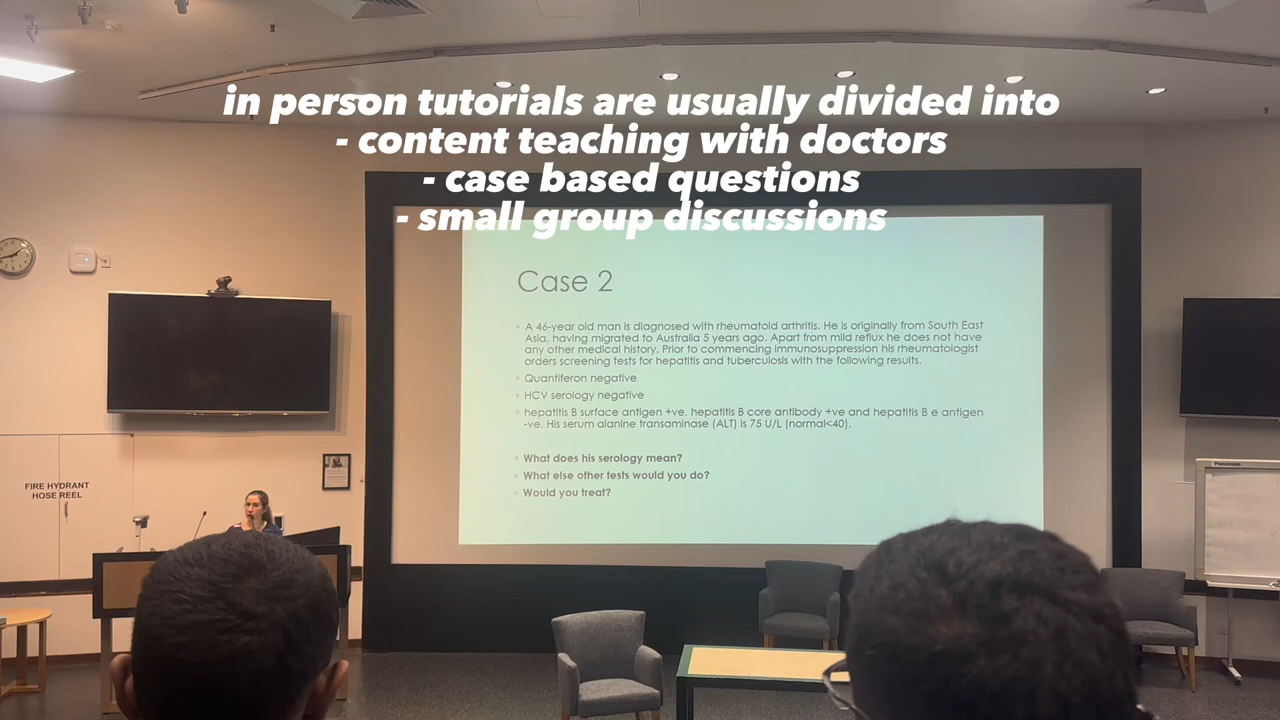 in person tutorials are usually divided into
- content teaching with doctors
- case based questions
- small group discussions
Case 2
A 46-year old man is diagnosed with rheumatoid arthritis. He is originally from South East
Asia, having migrated to Australia 5 years ago. Apart from mild reflux he does not have
any other medical history. Prior to commencing immunosuppression his rheumatologist
orders screening tests for hepatitis and tuberculosis with the following results.
Quantiferon negative
HCV serology negative
hepatitis B surface antigen +ve. hepatitis B core antibody +ve and hepatitis B e antigen
-ve. His serum alanine transaminase (ALT) is 75 U/L (normal<40).
What does his serology mean?
What else other tests would you do?
Would you treat?
FIRE HYDRANT
HOSE REEL
Panasonic